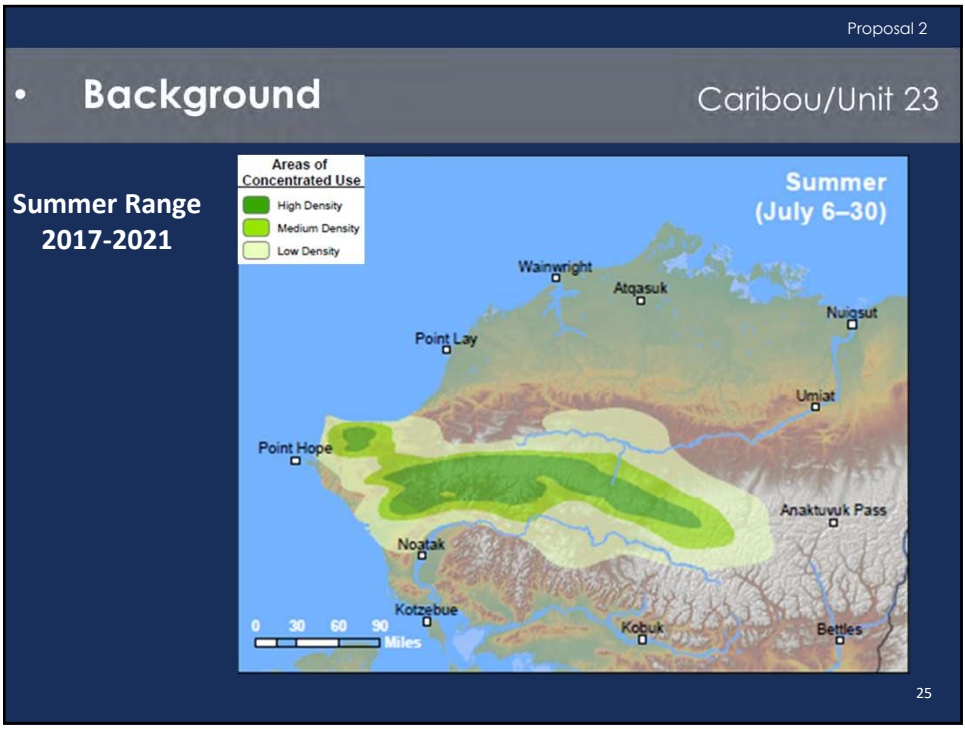 Proposal 2
• Background
Caribou/Unit 23
Summer Range
2017-2021
Areas of
Concentrated Use
High Density
Medium Density
Low Density
Summer
(July 6–30)
Wainwright
Atqasuk
Nuiqsut
Point Lay
Umiat
Point Hope
Anaktuvuk Pass
Noatak
Kotzebue
Kobuk
Bettles
0 30 60 90
Miles
25